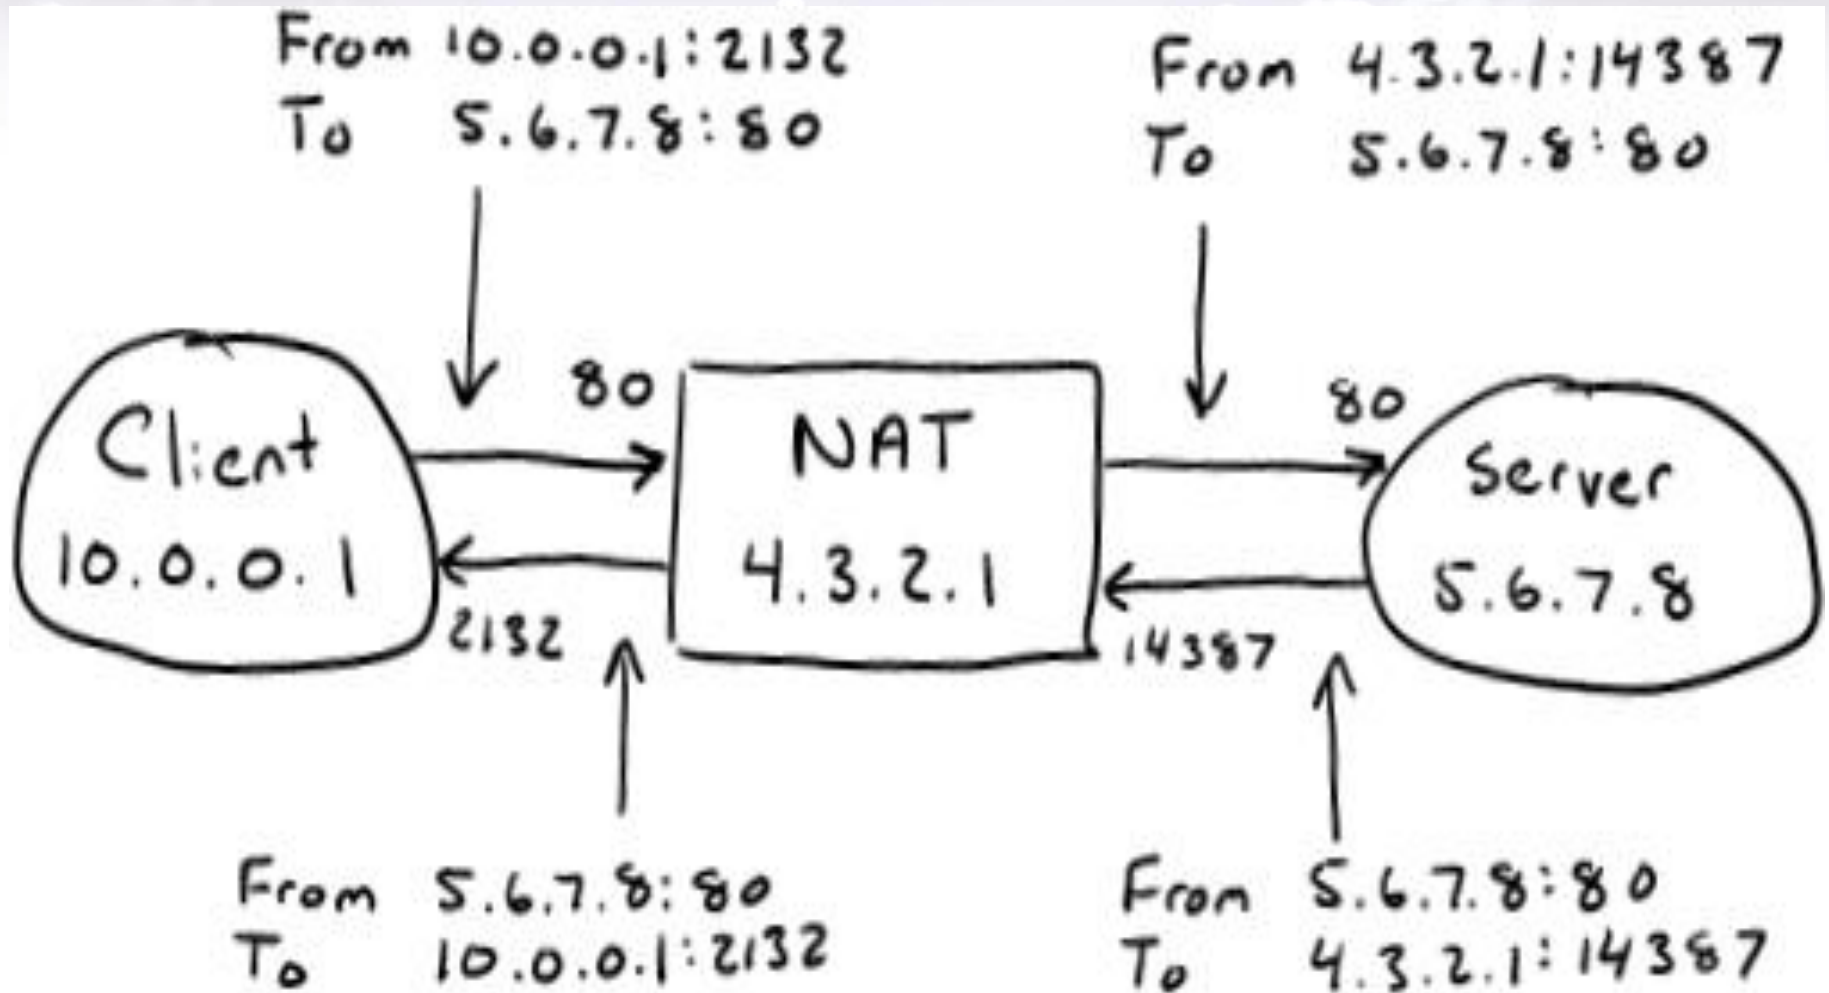 From 10.0.0.1:2132
To 5.6.7.8:80
From 4.3.2.1:14387
To 5.6.7.8:80
80
80
Client
10.0.0.1
NAT
4.3.2.1
Server
5.6.7.8
2132
14387
From 5.6.7.8:80
To 10.0.0.1:2132
From 5.6.7.8:80
To 4.3.2.1:14387